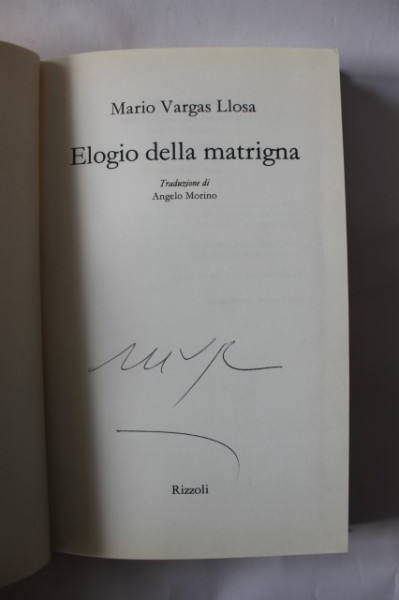 Mario Vargas Llosa
Elogio della matrigna
Traduzione di
Angelo Morino
Rizzoli